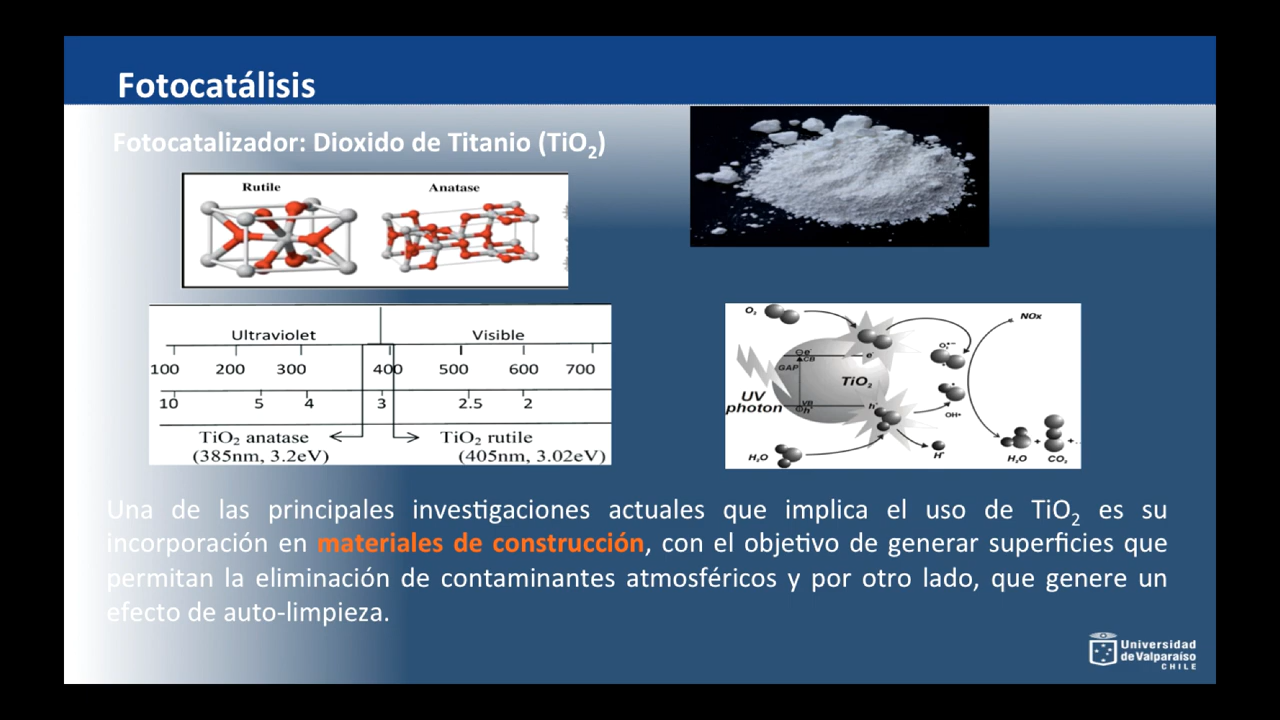 Fotocatálisis
Fotocatalizador: Dioxido de Titanio (TiO₂)
Rutile Anatase
Ultraviolet Visible
100 200 300 400 500 600 700
10 5 4 3 2.5 2
TiO₂ anatase TiO₂ rutile
(385nm, 3.2eV) (405nm, 3.02eV)
O₂ NOx
O₂•⁻
e⁻ e⁻
CB
GAP
TiO₂
UV
photon
VB
h⁺ h⁺
OH•
H₂O H⁺ H₂O + CO₂ +...
Una de las principales investigaciones actuales que implica el uso de TiO₂ es su
incorporación en materiales de construcción, con el objetivo de generar superficies que
permitan la eliminación de contaminantes atmosféricos y por otro lado, que genere un
efecto de auto-limpieza.
Universidad
de Valparaíso
CHILE